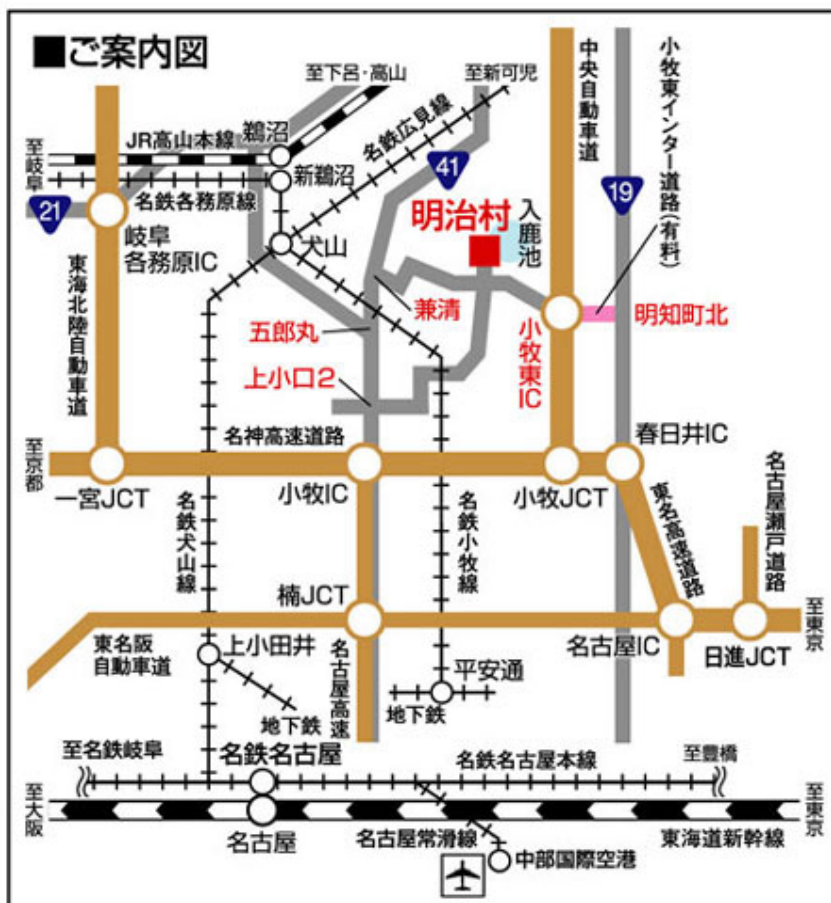 ■ご案内図
至下呂・高山
至新可児
中央自動車道
小牧東インター道路(有料)
JR高山本線
鵜沼
名鉄広見線
至岐阜
新鵜沼
41
19
名鉄各務原線
21
岐阜
各務原IC
犬山
明治村
入鹿池
東海北陸自動車道
兼清
五郎丸
小牧東IC
明知町北
上小口2
名神高速道路
春日井IC
至京都
一宮JCT
小牧IC
小牧JCT
名鉄犬山線
名鉄小牧線
東名高速道路
名古屋瀬戸道路
楠JCT
至東京
東名阪
自動車道
上小田井
名古屋高速
平安通
名古屋IC
日進JCT
地下鉄
地下鉄
至名鉄岐阜
名鉄名古屋
名鉄名古屋本線
至豊橋
至大阪
至東京
名古屋
名古屋常滑線
東海道新幹線
中部国際空港